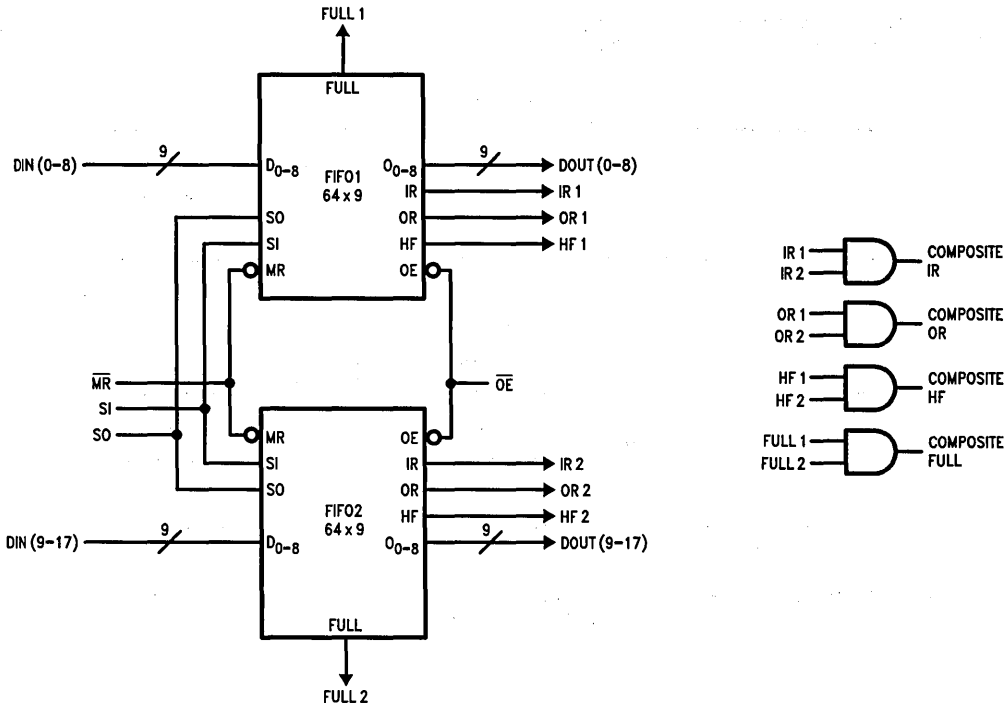 FULL 1
FULL
DIN (0-8)
9
D0-8
FIFO1
64 x 9
O0-8
9
DOUT (0-8)
IR
IR 1
SO
OR
OR 1
SI
HF
HF 1
MR
OE
M̅R̅
O̅E̅
SI
SO
MR
OE
SI
IR
IR 2
SO
OR
OR 2
FIFO2
64 x 9
HF
HF 2
DIN (9-17)
9
D0-8
O0-8
9
DOUT (9-17)
FULL
FULL 2
IR 1
IR 2
COMPOSITE
IR
OR 1
OR 2
COMPOSITE
OR
HF 1
HF 2
COMPOSITE
HF
FULL 1
FULL 2
COMPOSITE
FULL